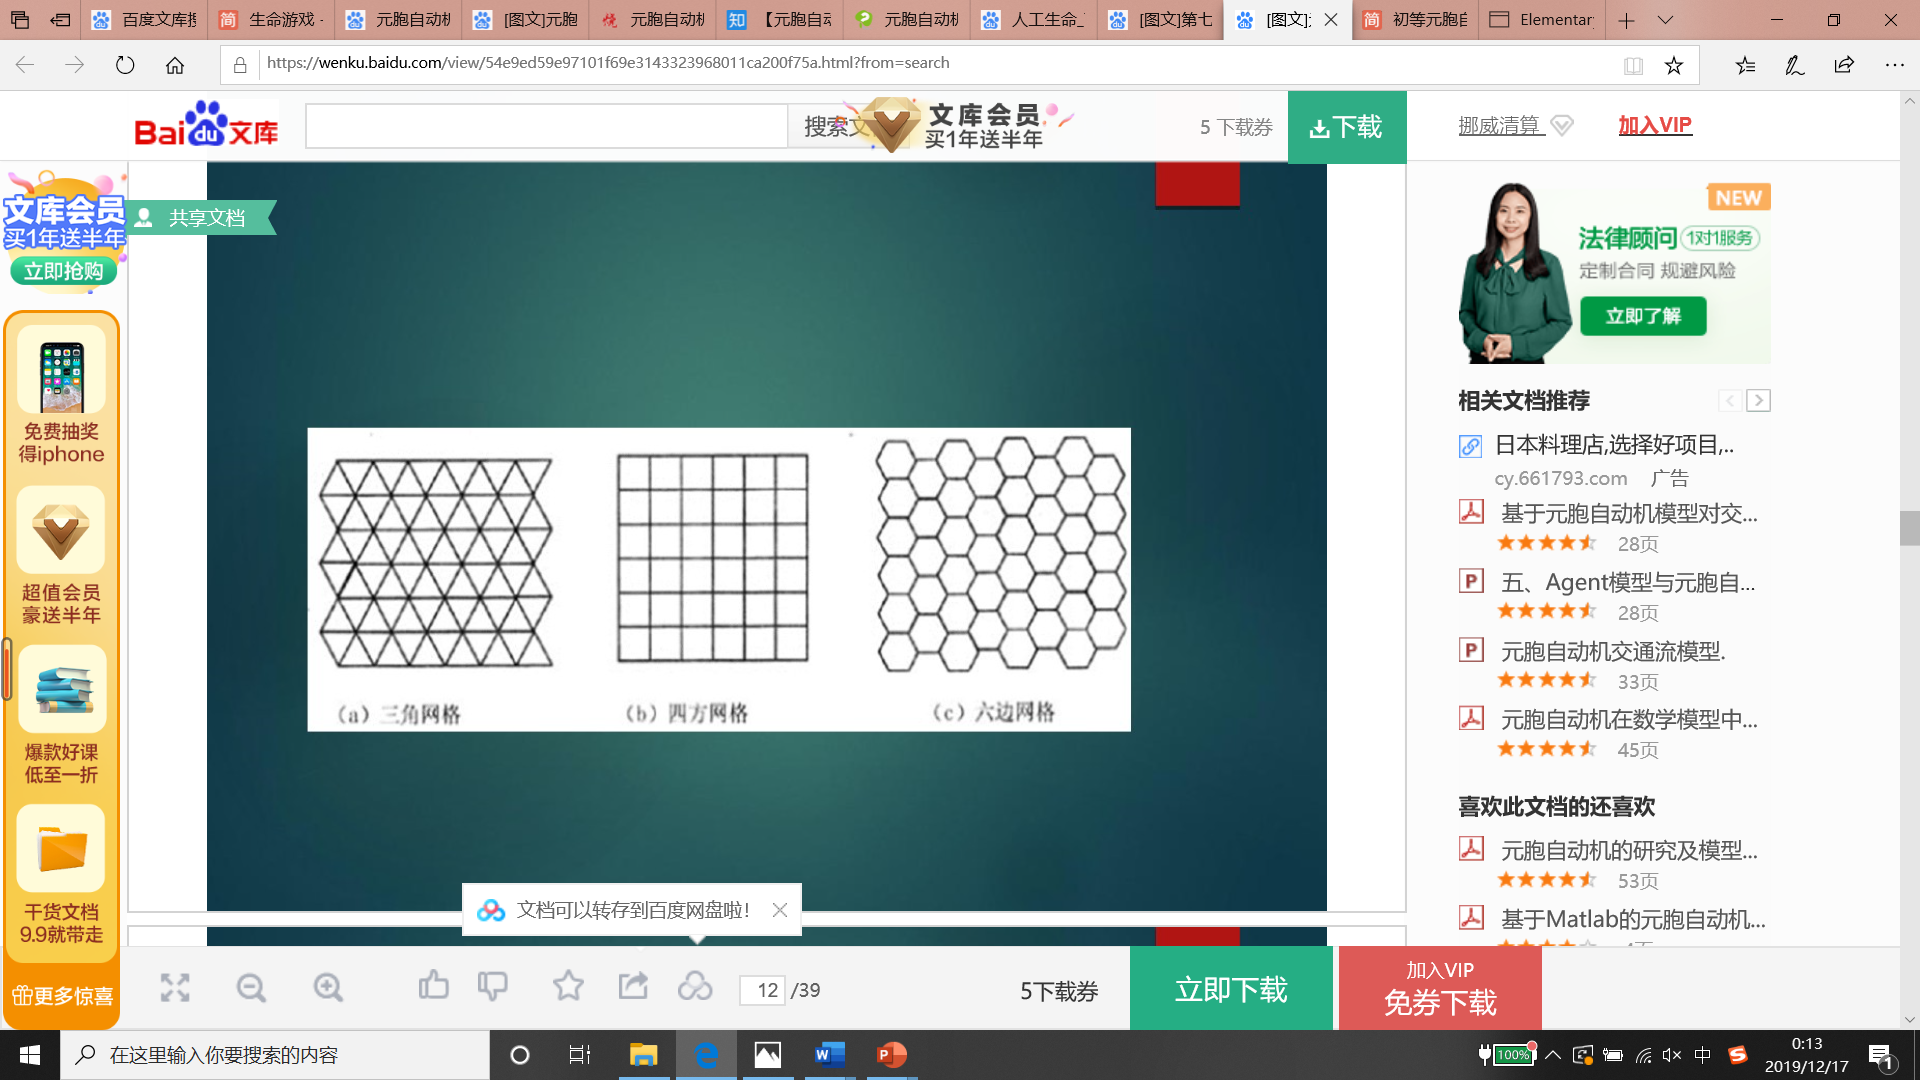 百度文库搜
生命游戏 -
元胞自动机
[图文]元胞
元胞自动机
【元胞自动
元胞自动机
人工生命_
[图文]第七
[图文]元
初等元胞自
Elementar
https://wenku.baidu.com/view/54e9ed59e97101f69e3143323968011ca200f75a.html?from=search
Bai du 文库
搜索文
文库会员
买1年送半年
5 下载券
下载
挪威清算
加入VIP
文库会员
买1年送半年
立即抢购
共享文档
免费抽奖
得iphone
超值会员
豪送半年
爆款好课
低至一折
干货文档
9.9就带走
更多惊喜
(a) 三角网格
(b) 四方网格
(c) 六边网格
NEW
法律顾问 1对1服务
定制合同 规避风险
立即了解
相关文档推荐
日本料理店,选择好项目,..
cy.661793.com 广告
基于元胞自动机模型对交...
28页
五、Agent模型与元胞自...
28页
元胞自动机交通流模型.
33页
元胞自动机在数学模型中...
45页
喜欢此文档的还喜欢
元胞自动机的研究及模型...
53页
基于Matlab的元胞自动机...
文档可以转存到百度网盘啦！
12 /39
5下载券
立即下载
加入VIP
免券下载
在这里输入你要搜索的内容
100%
中
0:13
2019/12/17
1